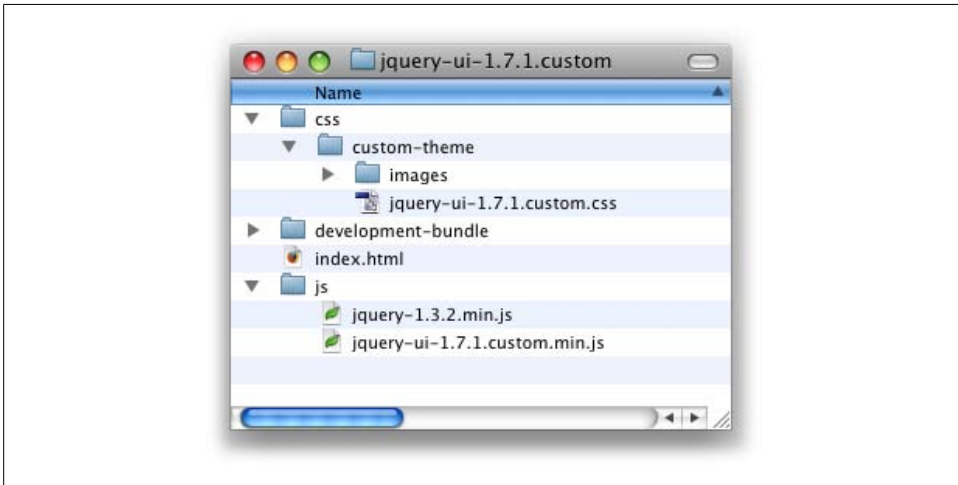 jquery-ui-1.7.1.custom
Name
css
custom-theme
images
jquery-ui-1.7.1.custom.css
development-bundle
index.html
js
jquery-1.3.2.min.js
jquery-ui-1.7.1.custom.min.js